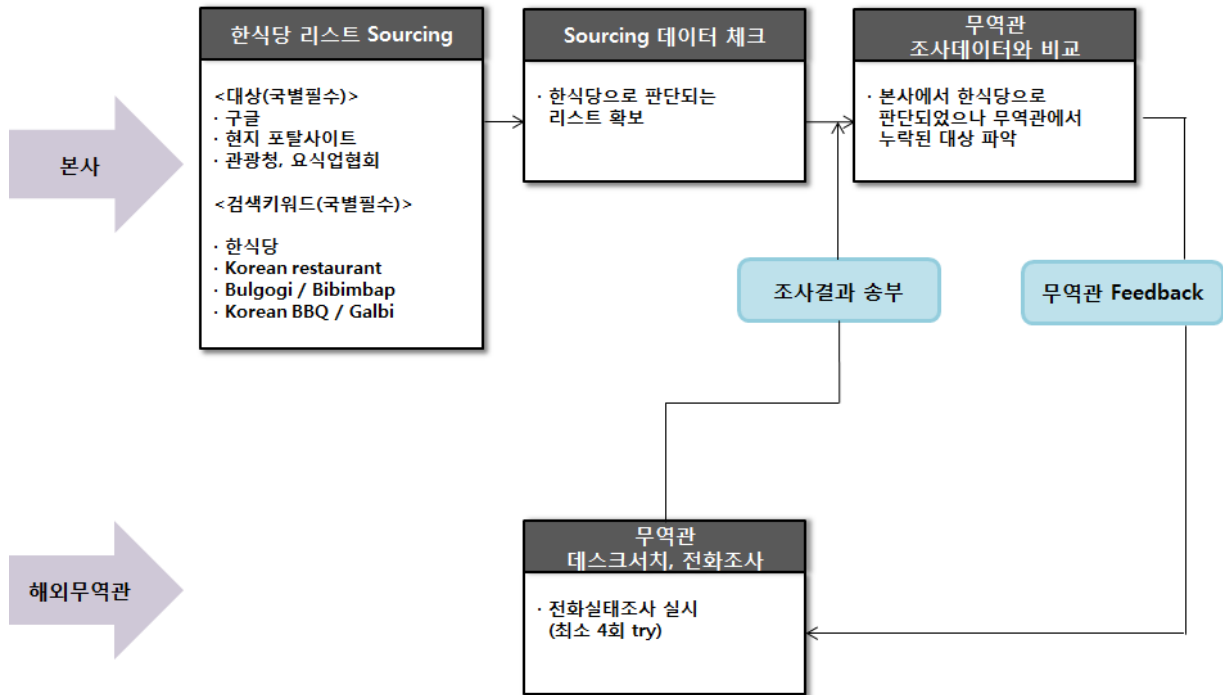 본사
한식당 리스트 Sourcing
<대상(국별필수)>
· 구글
· 현지 포탈사이트
· 관광청, 요식업협회
<검색키워드(국별필수)>
· 한식당
· Korean restaurant
· Bulgogi / Bibimbap
· Korean BBQ / Galbi
Sourcing 데이터 체크
· 한식당으로 판단되는
리스트 확보
무역관
조사데이터와 비교
· 본사에서 한식당으로
판단되었으나 무역관에서
누락된 대상 파악
조사결과 송부
무역관 Feedback
해외무역관
무역관
데스크서치, 전화조사
· 전화실태조사 실시
(최소 4회 try)